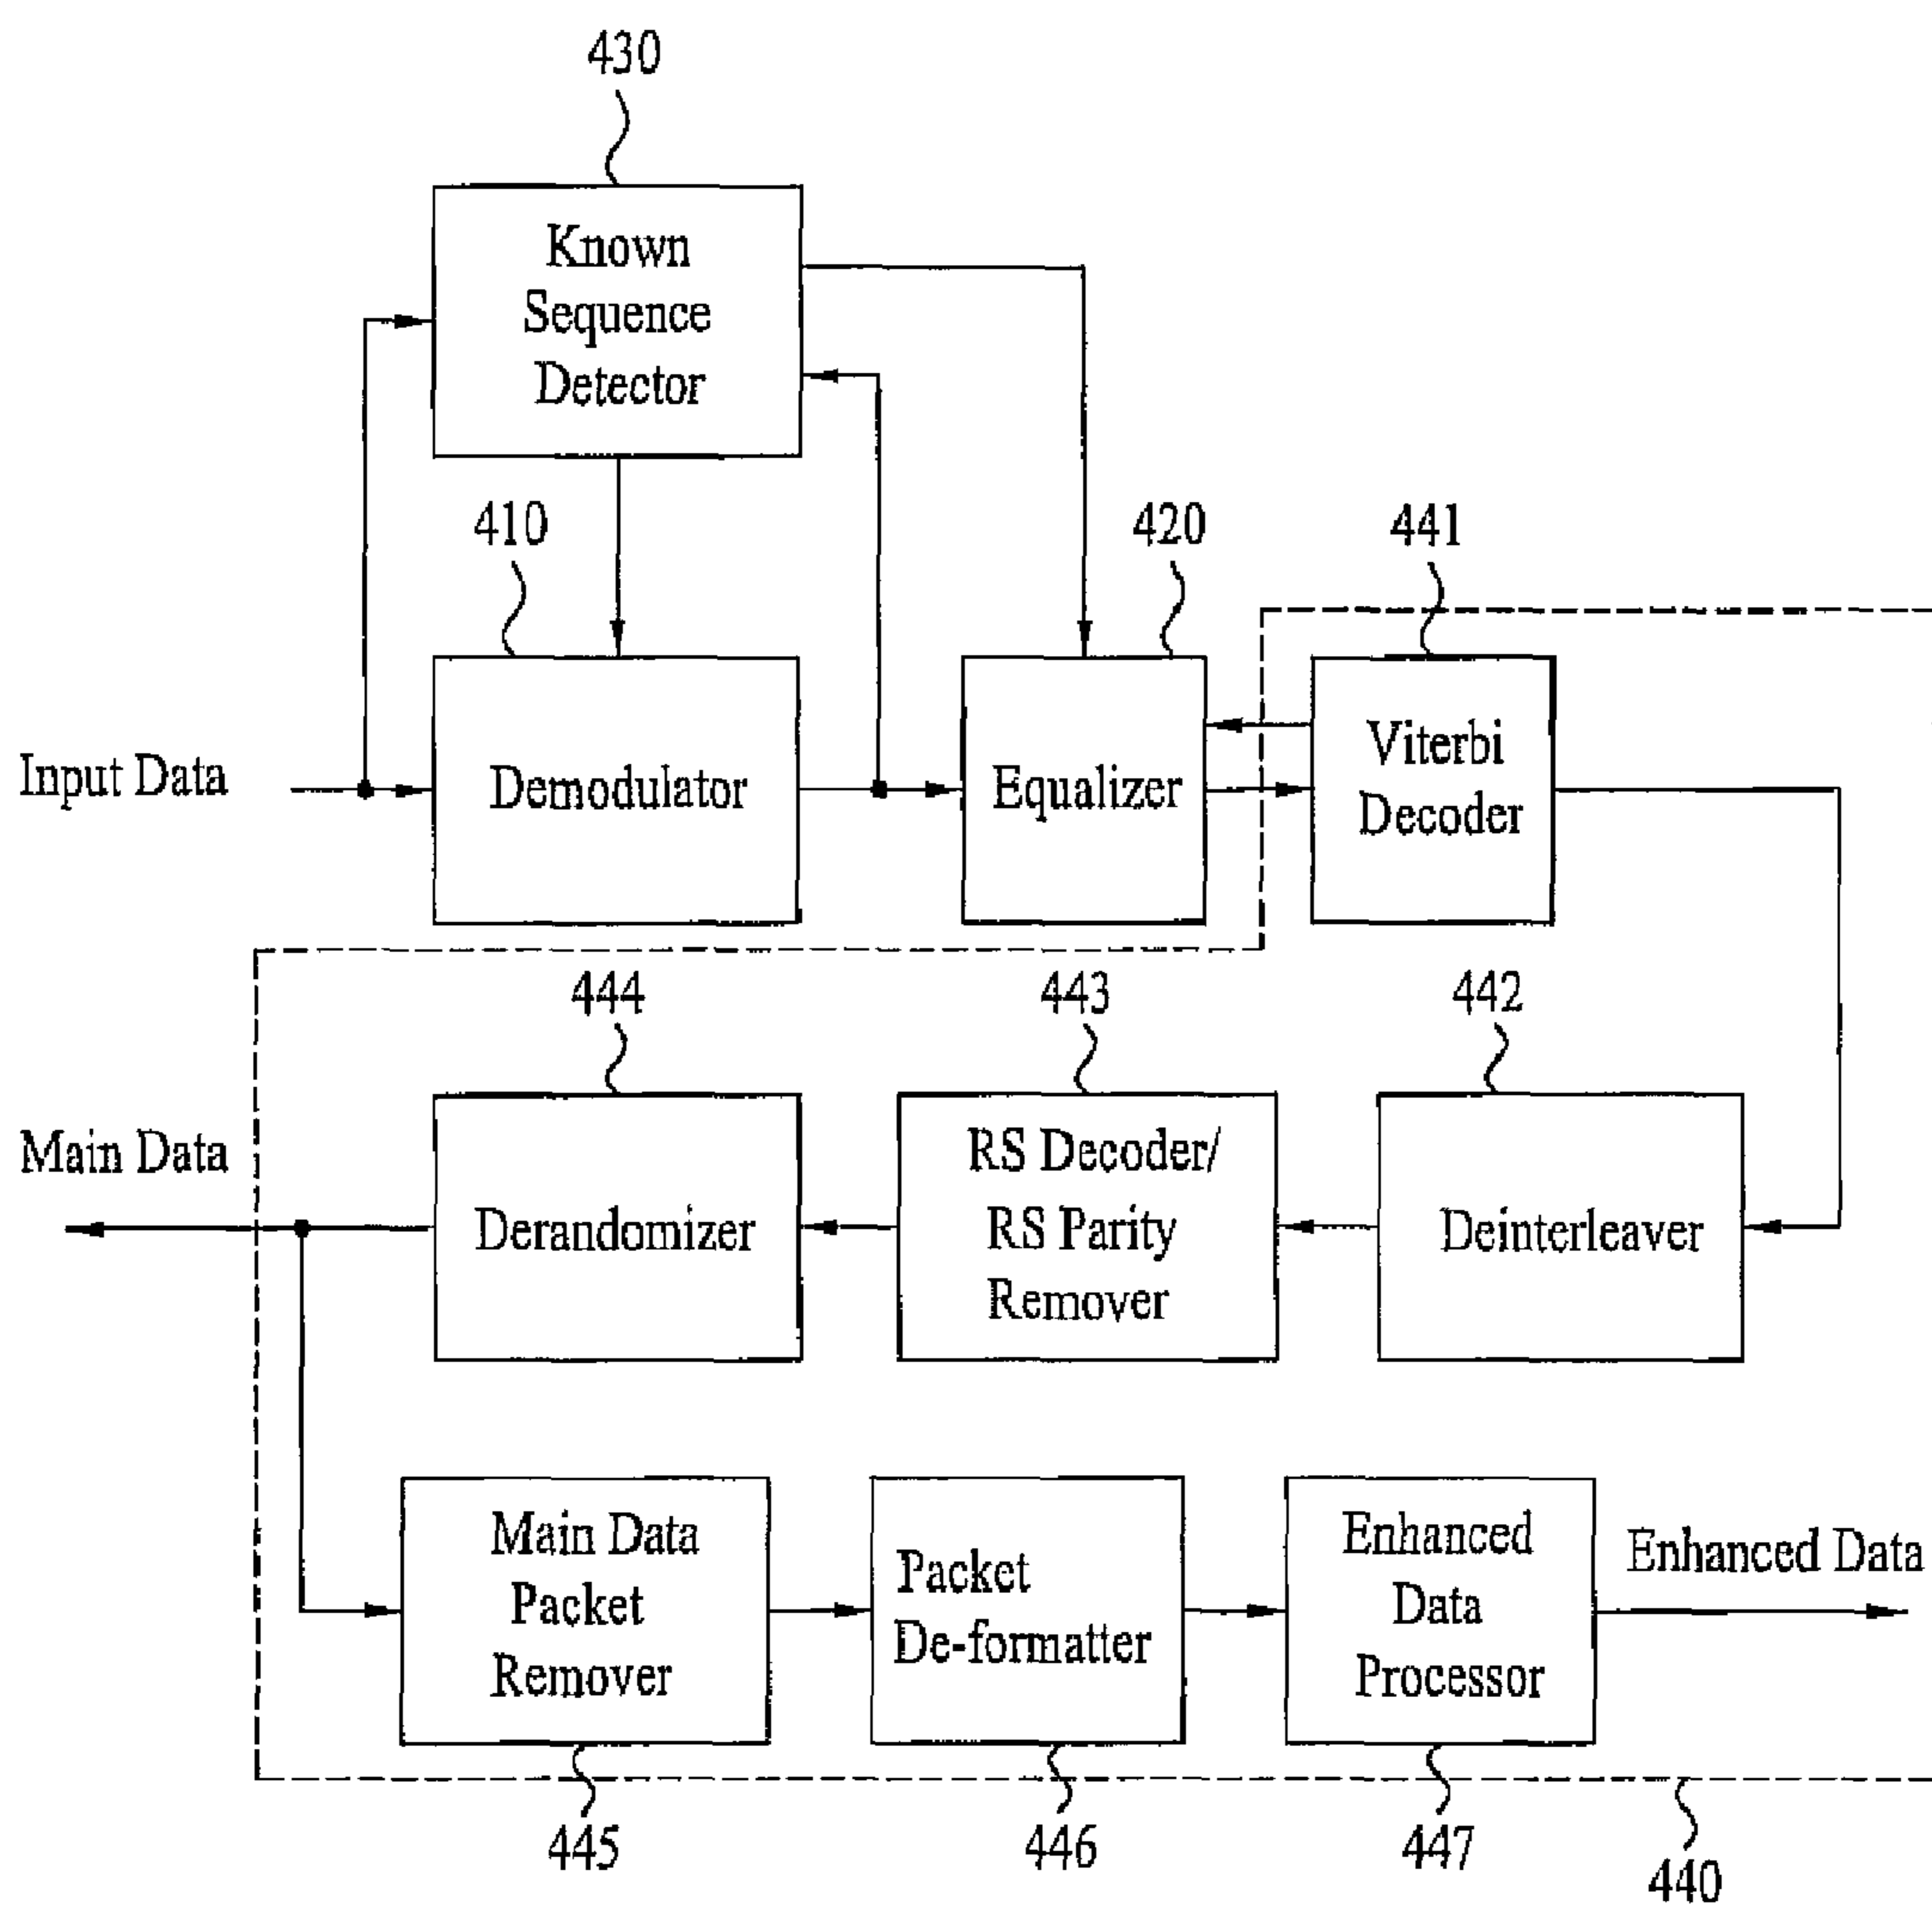 430
Known
Sequence
Detector
410
420
441
Input Data
Demodulator
Equalizer
Viterbi
Decoder
444
443
442
Main Data
Derandomizer
RS Decoder/
RS Parity
Remover
Deinterleaver
Main Data
Packet
Remover
Packet
De-formatter
Enhanced
Data
Processor
Enhanced Data
445
446
447
440